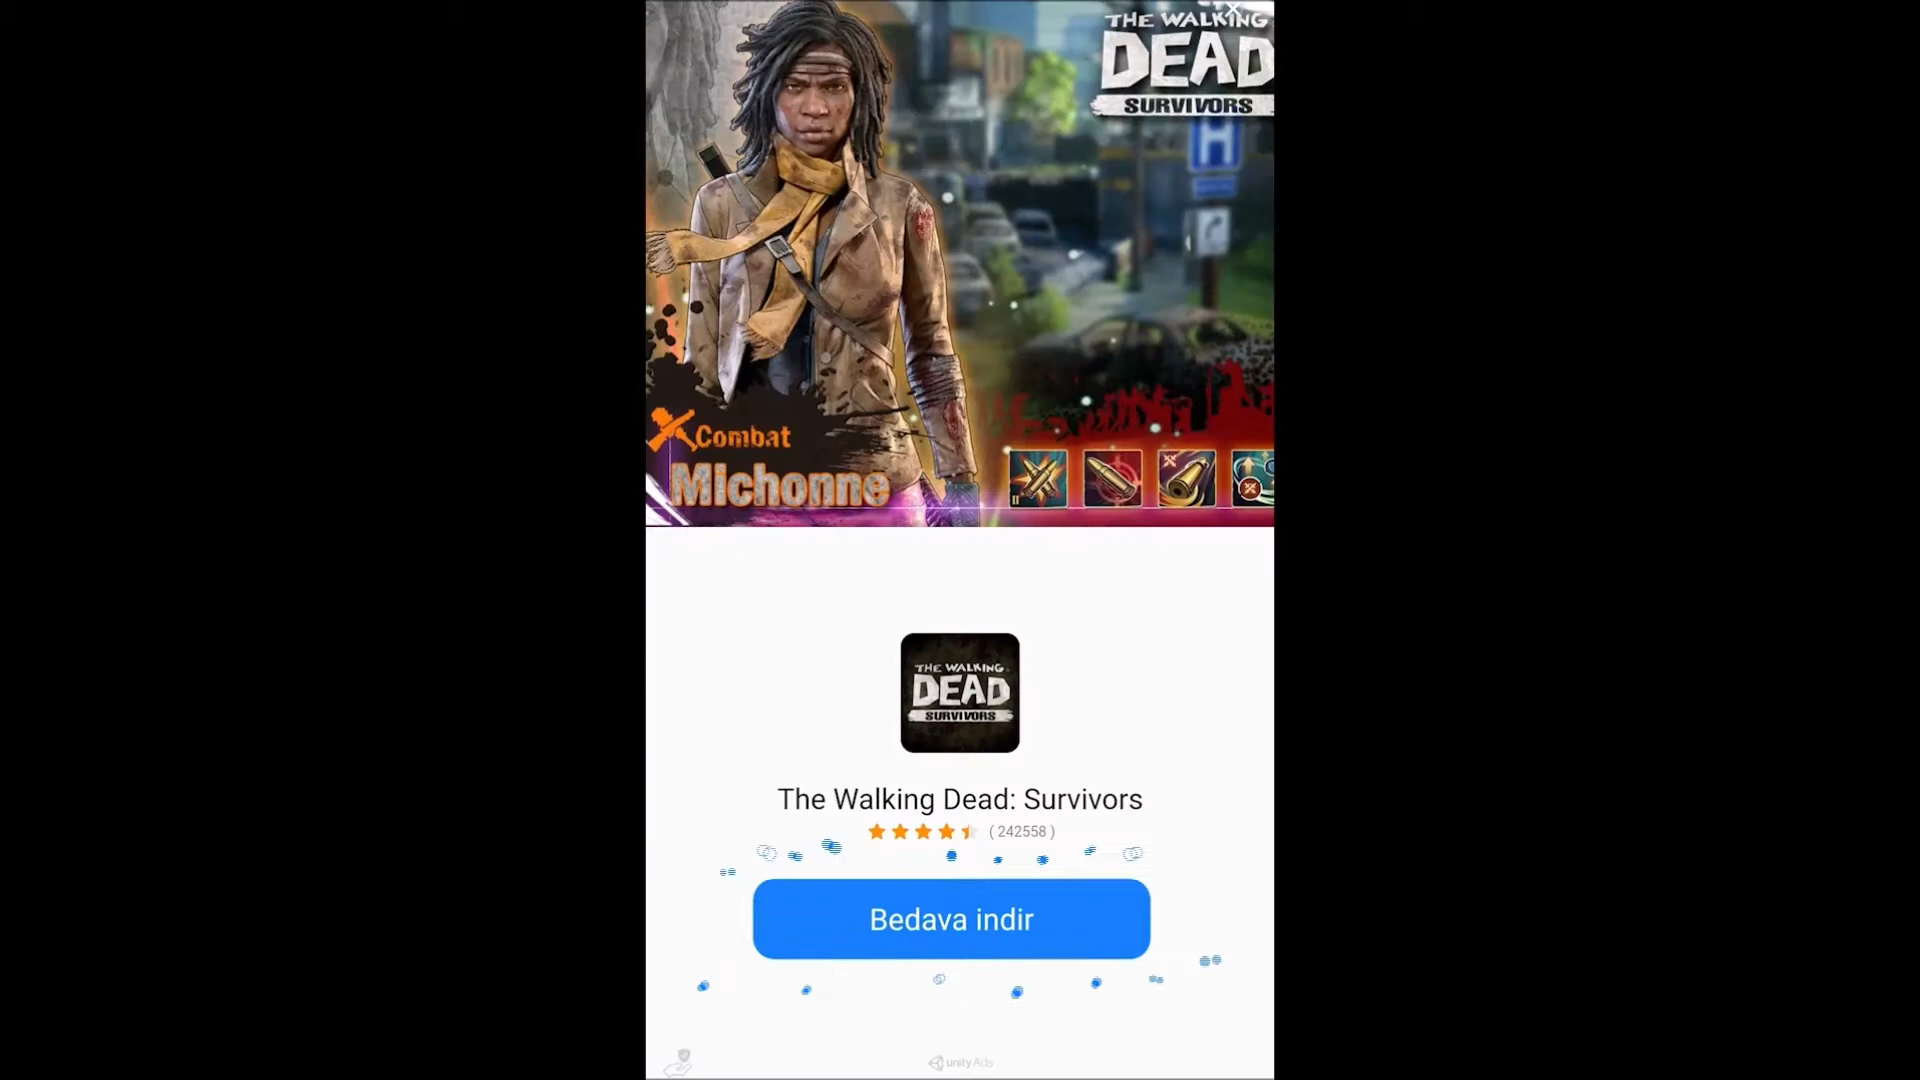 THE WALKING
DEAD
SURVIVORS
H
Combat
Michonne
II
THE WALKING
DEAD
SURVIVORS
The Walking Dead: Survivors
( 242558 )
Bedava indir
unity Ads